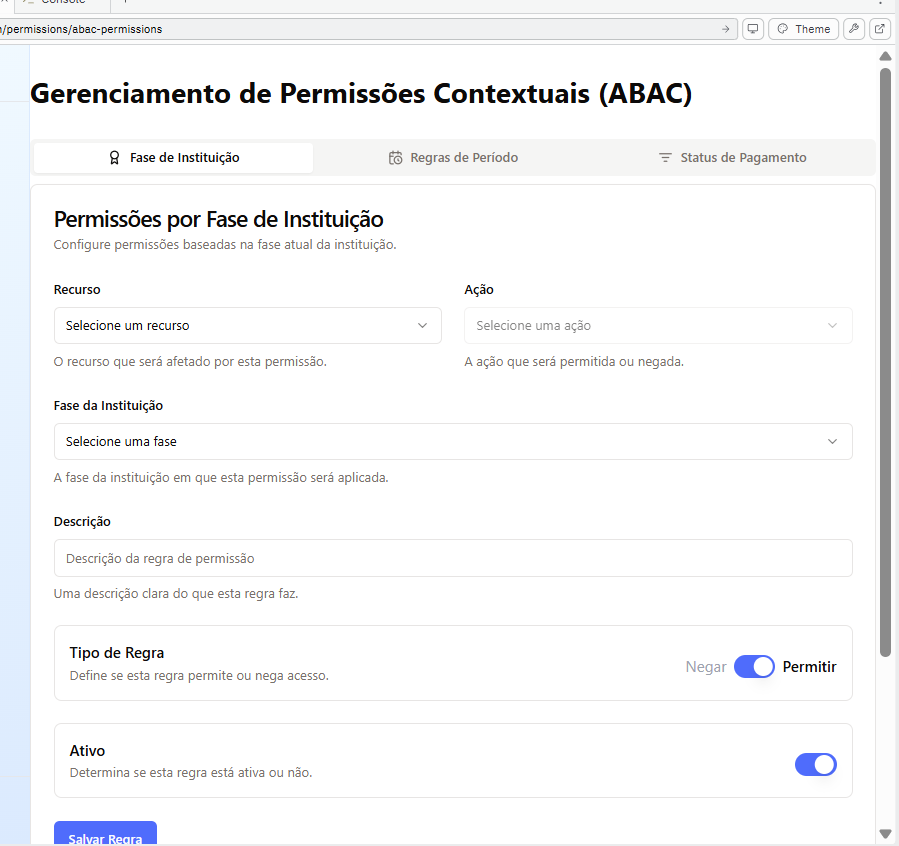 Console
/permissions/abac-permissions
Theme
Gerenciamento de Permissões Contextuais (ABAC)
Fase de Instituição
Regras de Período
Status de Pagamento
Permissões por Fase de Instituição
Configure permissões baseadas na fase atual da instituição.
Recurso
Ação
Selecione um recurso
Selecione uma ação
O recurso que será afetado por esta permissão.
A ação que será permitida ou negada.
Fase da Instituição
Selecione uma fase
A fase da instituição em que esta permissão será aplicada.
Descrição
Descrição da regra de permissão
Uma descrição clara do que esta regra faz.
Tipo de Regra
Define se esta regra permite ou nega acesso.
Negar
Permitir
Ativo
Determina se esta regra está ativa ou não.
Salvar Regra